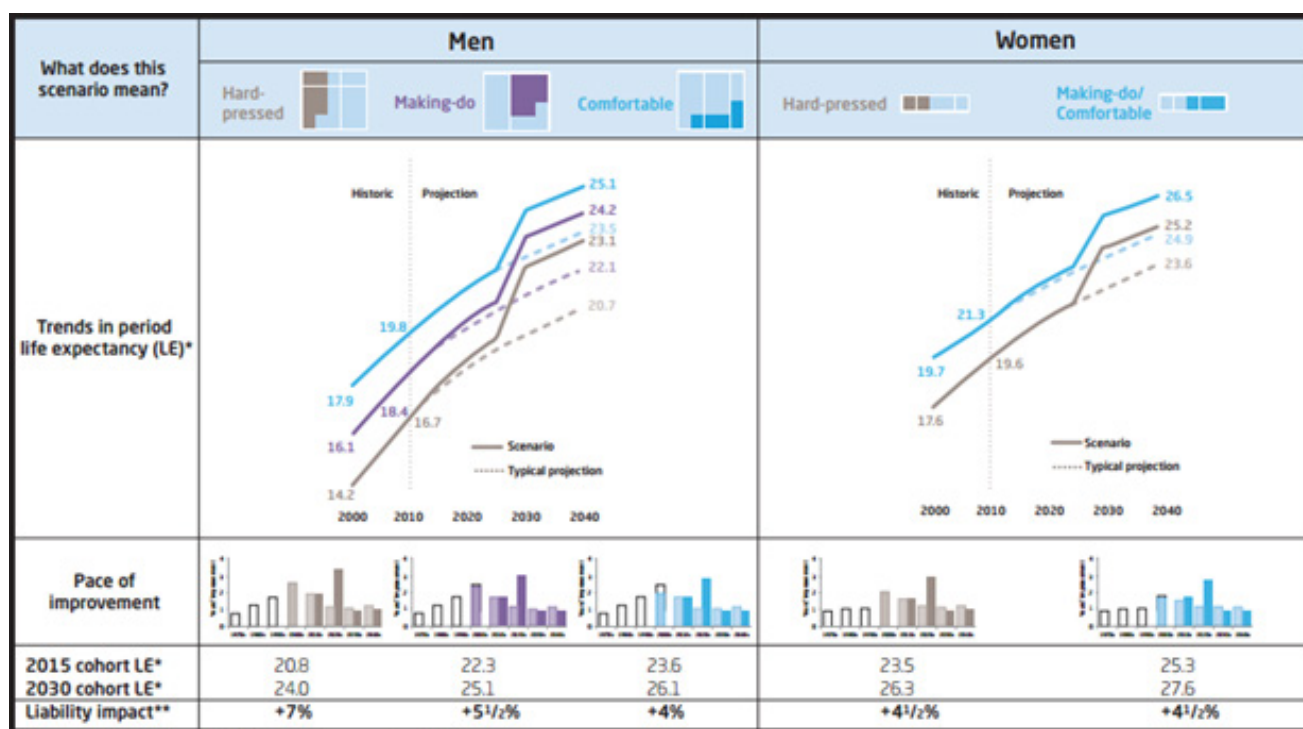 What does this
scenario mean?
Men
Women
Hard-
pressed
Making-do
Comfortable
Hard-pressed
Making-do/
Comfortable
Trends in period
life expectancy (LE)*
Historic
Projection
25.1
24.2
23.5
23.1
22.1
20.7
19.8
17.9
18.4
16.7
16.1
14.2
Scenario
Typical projection
2000 2010 2020 2030 2040
Historic
Projection
26.5
25.2
24.9
23.6
21.3
19.7
19.6
17.6
Scenario
Typical projection
2000 2010 2020 2030 2040
Pace of
improvement
2015 cohort LE* 20.8 22.3 23.6 23.5 25.3
2030 cohort LE* 24.0 25.1 26.1 26.3 27.6
Liability impact** +7% +51/2% +4% +41/2% +41/2%